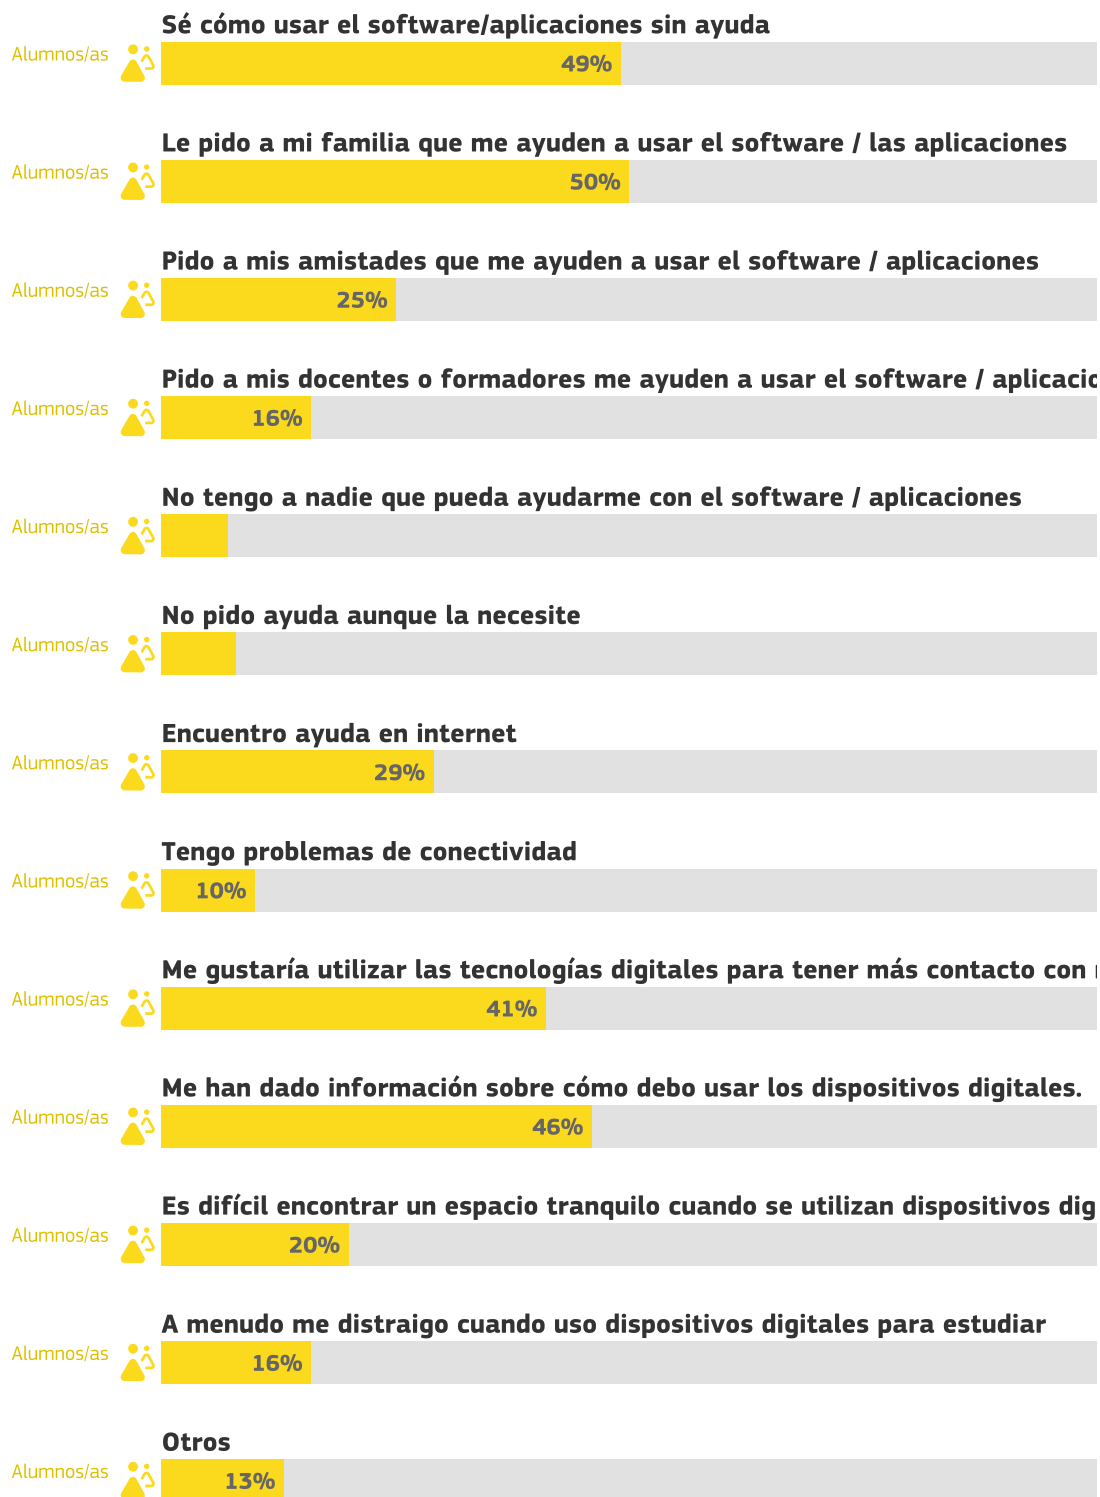 Sé cómo usar el software/aplicaciones sin ayuda
Alumnos/as 49%
Le pido a mi familia que me ayuden a usar el software / las aplicaciones
Alumnos/as 50%
Pido a mis amistades que me ayuden a usar el software / aplicaciones
Alumnos/as 25%
Pido a mis docentes o formadores me ayuden a usar el software / aplicacio
Alumnos/as 16%
No tengo a nadie que pueda ayudarme con el software / aplicaciones
Alumnos/as
No pido ayuda aunque la necesite
Alumnos/as
Encuentro ayuda en internet
Alumnos/as 29%
Tengo problemas de conectividad
Alumnos/as 10%
Me gustaría utilizar las tecnologías digitales para tener más contacto con
Alumnos/as 41%
Me han dado información sobre cómo debo usar los dispositivos digitales.
Alumnos/as 46%
Es difícil encontrar un espacio tranquilo cuando se utilizan dispositivos dig
Alumnos/as 20%
A menudo me distraigo cuando uso dispositivos digitales para estudiar
Alumnos/as 16%
Otros
Alumnos/as 13%